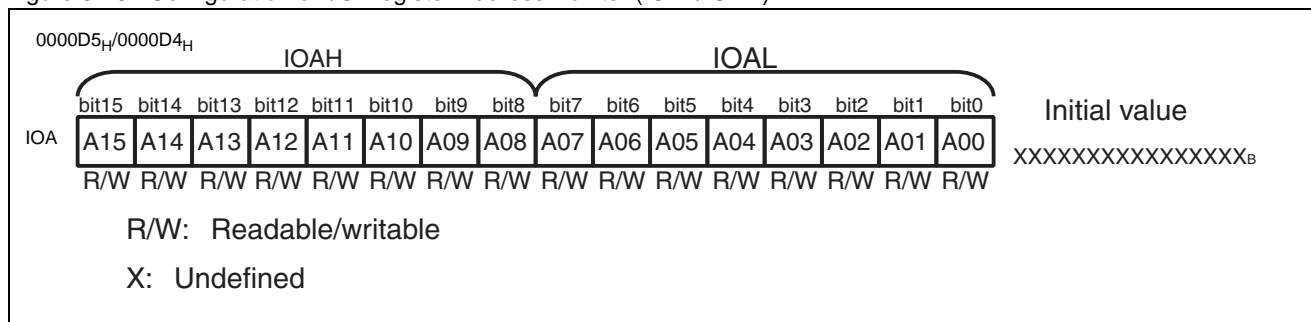 0000D5H/0000D4H
IOAH IOAL
bit15 bit14 bit13 bit12 bit11 bit10 bit9 bit8 bit7 bit6 bit5 bit4 bit3 bit2 bit1 bit0 Initial value
IOA A15 A14 A13 A12 A11 A10 A09 A08 A07 A06 A05 A04 A03 A02 A01 A00 XXXXXXXXXXXXXXXXB
R/W R/W R/W R/W R/W R/W R/W R/W R/W R/W R/W R/W R/W R/W R/W R/W
R/W: Readable/writable
X: Undefined